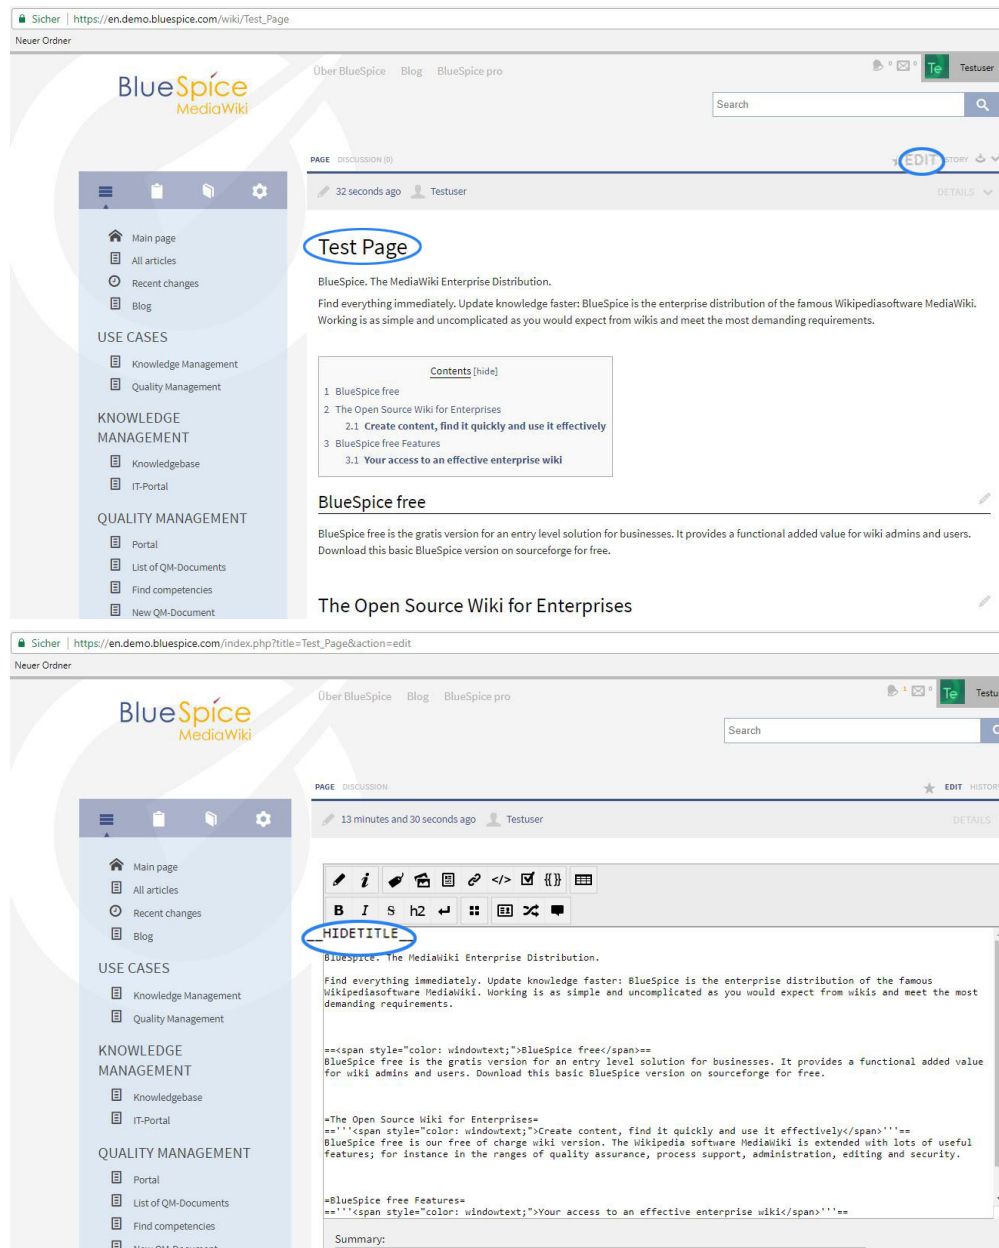 Sicher | https://en.demo.bluespice.com/wiki/Test_Page
Neuer Ordner
BlueSpice
MediaWiki
Über BlueSpice Blog BlueSpice pro
0 0 Te Testuser
Search
PAGE DISCUSSION (0)
EDIT STORY
32 seconds ago Testuser
DETAILS
Main page
All articles
Recent changes
Blog
USE CASES
Knowledge Management
Quality Management
KNOWLEDGE
MANAGEMENT
Knowledgebase
IT-Portal
QUALITY MANAGEMENT
Portal
List of QM-Documents
Find competencies
New QM-Document
Test Page
BlueSpice. The MediaWiki Enterprise Distribution.
Find everything immediately. Update knowledge faster: BlueSpice is the enterprise distribution of the famous Wikipediasoftware MediaWiki.
Working is as simple and uncomplicated as you would expect from wikis and meet the most demanding requirements.
Contents [hide]
1 BlueSpice free
2 The Open Source Wiki for Enterprises
2.1 Create content, find it quickly and use it effectively
3 BlueSpice free Features
3.1 Your access to an effective enterprise wiki
BlueSpice free
BlueSpice free is the gratis version for an entry level solution for businesses. It provides a functional added value for wiki admins and users.
Download this basic BlueSpice version on sourceforge for free.
The Open Source Wiki for Enterprises
Sicher | https://en.demo.bluespice.com/index.php?title=Test_Page&action=edit
Neuer Ordner
BlueSpice
MediaWiki
Über BlueSpice Blog BlueSpice pro
1 0 Te Testu
Search
PAGE DISCUSSION
EDIT HISTOR
13 minutes and 30 seconds ago Testuser
DETAILS
Main page
All articles
Recent changes
Blog
USE CASES
Knowledge Management
Quality Management
KNOWLEDGE
MANAGEMENT
Knowledgebase
IT-Portal
QUALITY MANAGEMENT
Portal
List of QM-Documents
Find competencies
New QM-Document
i </> {{}}
B I S h2
__HIDETITLE__
BlueSpice. The MediaWiki Enterprise Distribution.
Find everything immediately. Update knowledge faster: BlueSpice is the enterprise distribution of the famous
Wikipediasoftware MediaWiki. Working is as simple and uncomplicated as you would expect from wikis and meet the most
demanding requirements.
==<span style="color: windowtext;">BlueSpice free</span>==
BlueSpice free is the gratis version for an entry level solution for businesses. It provides a functional added value
for wiki admins and users. Download this basic BlueSpice version on sourceforge for free.
=The Open Source Wiki for Enterprises=
=='''<span style="color: windowtext;">Create content, find it quickly and use it effectively</span>'''==
BlueSpice free is our free of charge wiki version. The Wikipedia software MediaWiki is extended with lots of useful
features; for instance in the ranges of quality assurance, process support, administration, editing and security.
=BlueSpice free Features=
=='''<span style="color: windowtext;">Your access to an effective enterprise wiki</span>'''==
Summary: